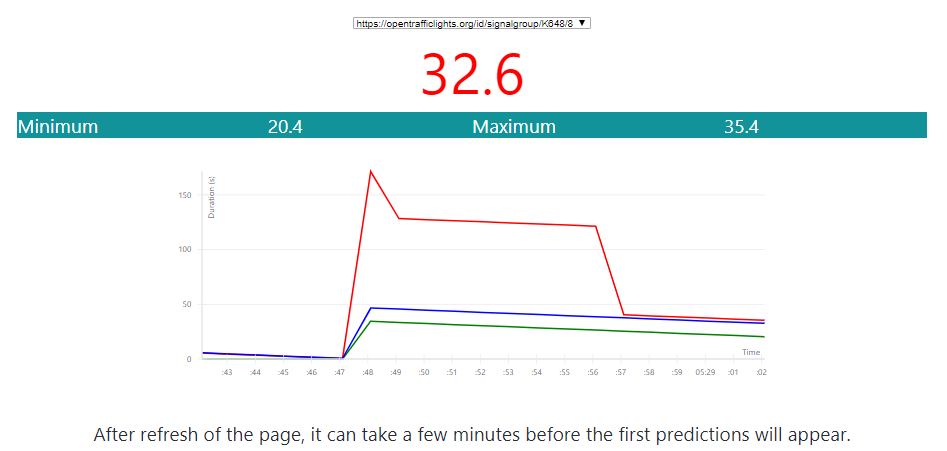 https://opentrafficlights.org/id/signalgroup/K648/8 ▼
32.6
Minimum 20.4 Maximum 35.4
Duration (s)
150
100
50
0
Time
:43 :44 :45 :46 :47 :48 :49 :50 :51 :52 :53 :54 :55 :56 :57 :58 :59 05:29 :01 :02
After refresh of the page, it can take a few minutes before the first predictions will appear.